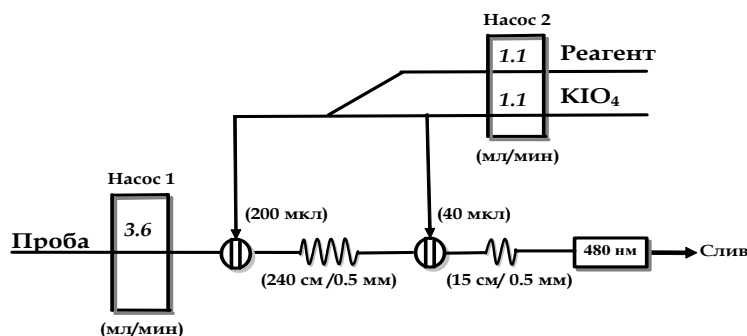 Насос 2
1.1 Реагент
1.1 KIO₄
(мл/мин)
Насос 1
(200 мкл) (40 мкл)
3.6
Проба
480 нм
Слив
(240 см /0.5 мм) (15 см/ 0.5 мм)
(мл/мин)